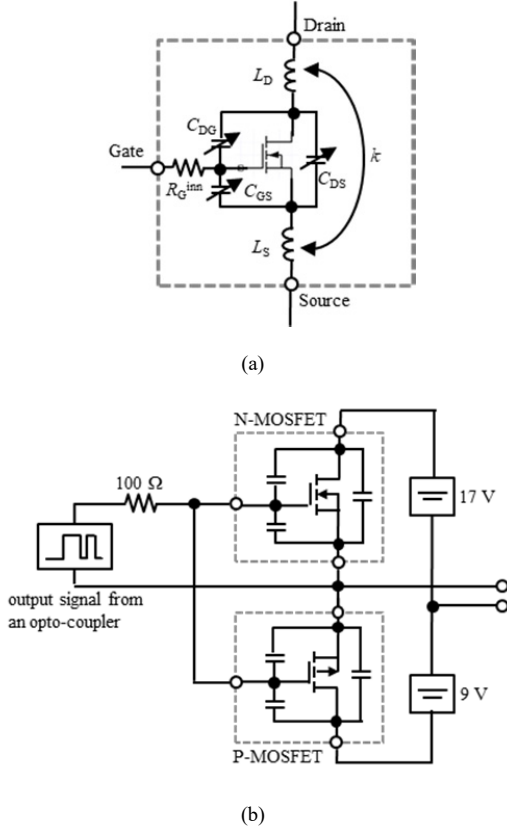 Drain
L_D
C_DG
Gate
k
R_G^inn
C_GS
C_DS
L_S
Source
(a)
N-MOSFET
100 Ω
17 V
output signal from
an opto-coupler
9 V
P-MOSFET
(b)